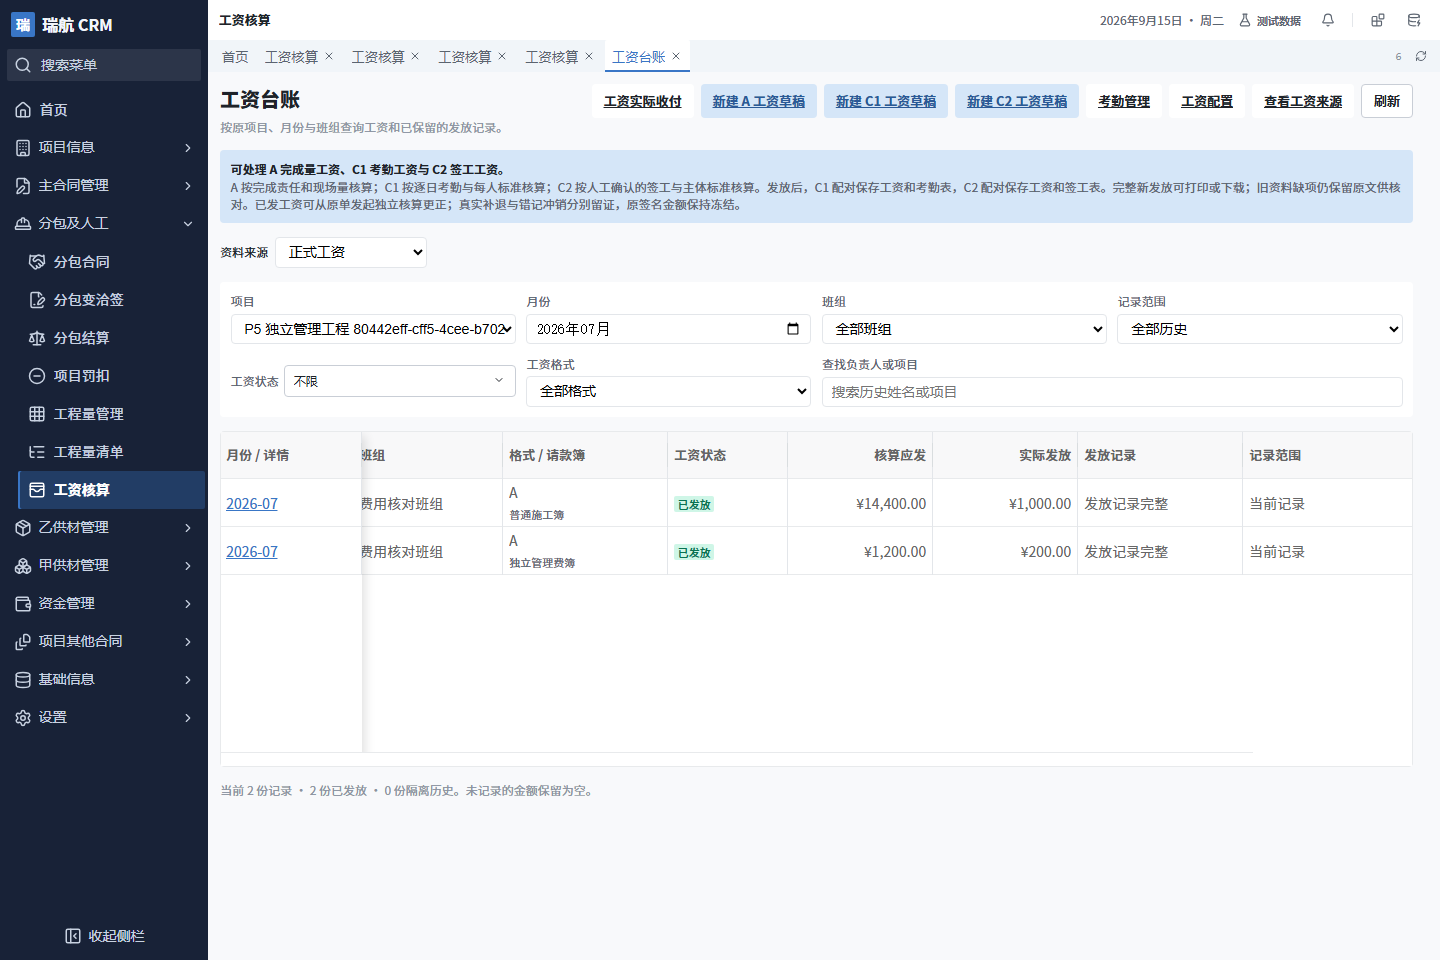 瑞 瑞航 CRM
搜索菜单
首页
项目信息
主合同管理
分包及人工
分包合同
分包变洽签
分包结算
项目罚扣
工程量管理
工程量清单
工资核算
乙供材管理
甲供材管理
资金管理
项目其他合同
基础信息
设置
收起侧栏
工资核算
2026年9月15日 • 周二 测试数据
首页 工资核算 × 工资核算 × 工资核算 × 工资核算 × 工资台账 × 6
工资台账
工资实际收付 新建 A 工资草稿 新建 C1 工资草稿 新建 C2 工资草稿 考勤管理 工资配置 查看工资来源 刷新
按原项目、月份与班组查询工资和已保留的发放记录。
可处理 A 完成量工资、C1 考勤工资与 C2 签工工资。
A 按完成责任和现场量核算；C1 按逐日考勤与每人标准核算；C2 按人工确认的签工与主体标准核算。发放后，C1 配对保存工资和考勤表，C2 配对保存工资和签工表。完整新发放可打印或下载；旧资料缺项仍保留原文供核
对。已发工资可从原单发起独立核算更正；真实补退与错记冲销分别留证，原签名金额保持冻结。
资料来源 正式工资
项目 月份 班组 记录范围
P5 独立管理工程 80442eff-cff5-4cee-b702 2026年07月 全部班组 全部历史
工资状态 不限
工资格式 查找负责人或项目
全部格式 搜索历史姓名或项目
月份 / 详情 班组 格式 / 请款簿 工资状态 核算应发 实际发放 发放记录 记录范围
2026-07 费用核对班组 A 已发放 ¥14,400.00 ¥1,000.00 发放记录完整 当前记录
普通施工簿
2026-07 费用核对班组 A 已发放 ¥1,200.00 ¥200.00 发放记录完整 当前记录
独立管理费簿
当前 2 份记录 • 2 份已发放 • 0 份隔离历史。未记录的金额保留为空。